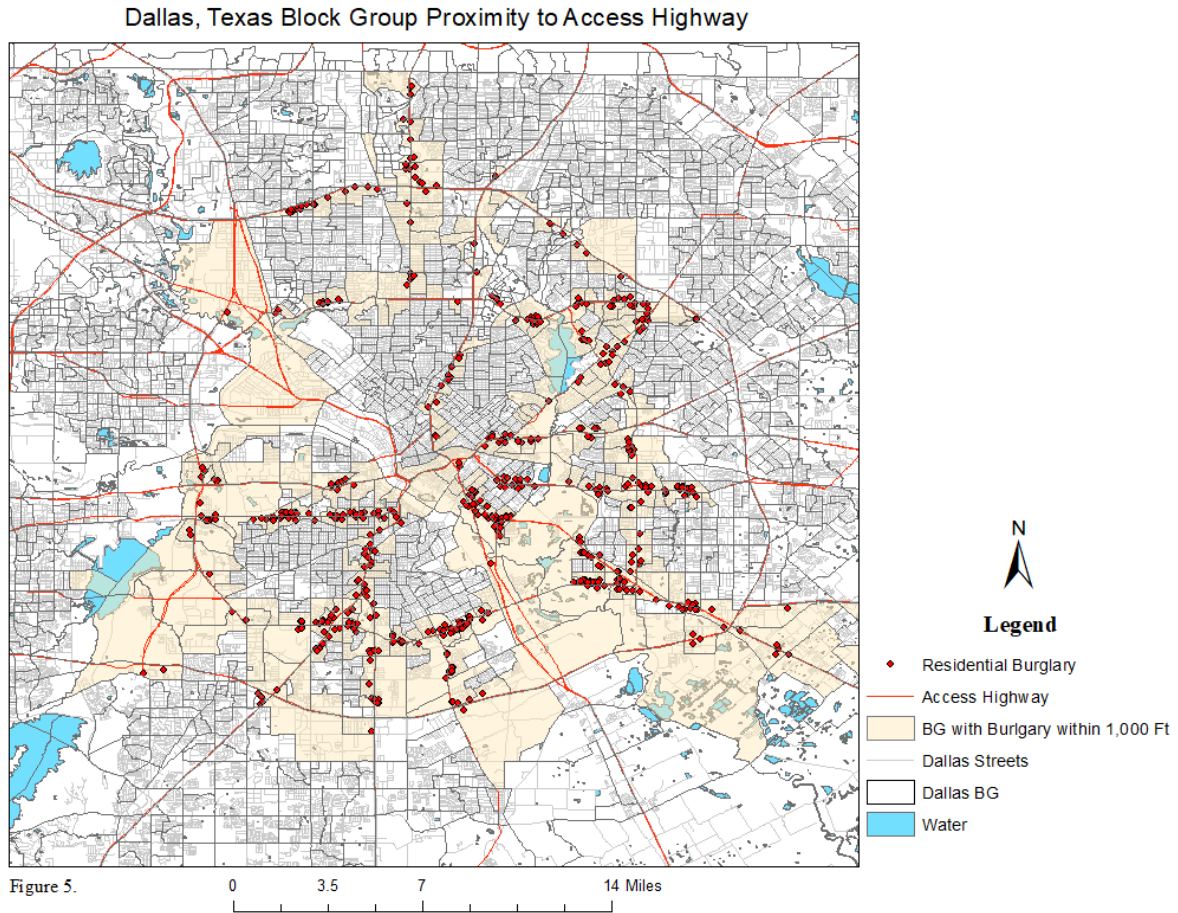 Dallas, Texas Block Group Proximity to Access Highway
N
Legend
Residential Burglary
Access Highway
BG with Burlgary within 1,000 Ft
Dallas Streets
Dallas BG
Water
Figure 5.
0 3.5 7 14 Miles